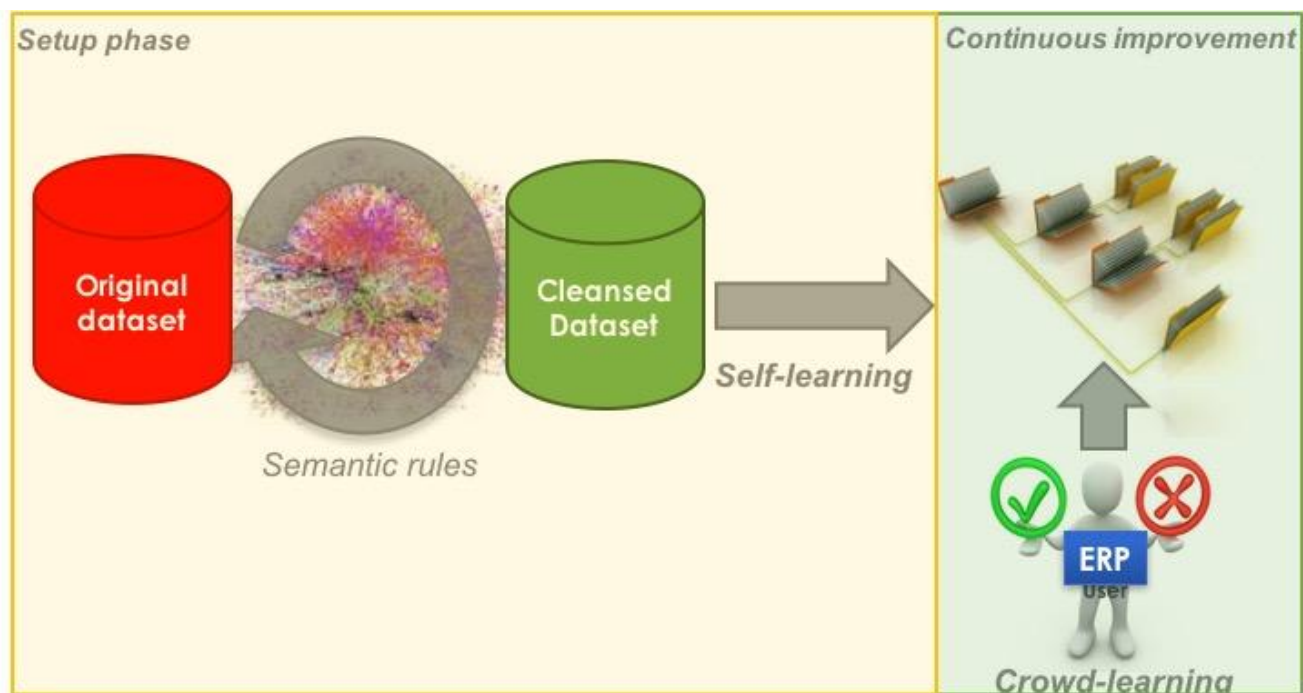 Setup phase
Continuous improvement
Original
dataset
Cleansed
Dataset
Self-learning
Semantic rules
ERP
User
Crowd-learning